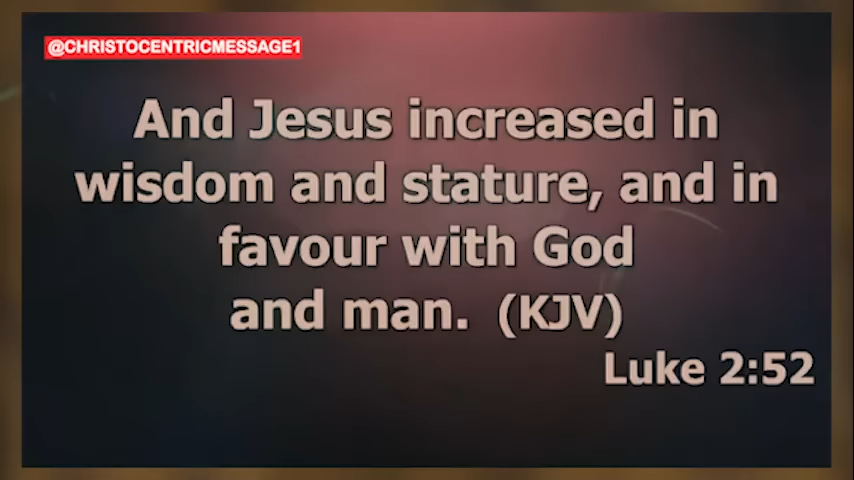 @CHRISTOCENTRICMESSAGE1
And Jesus increased in
wisdom and stature, and in
favour with God
and man. (KJV)
Luke 2:52